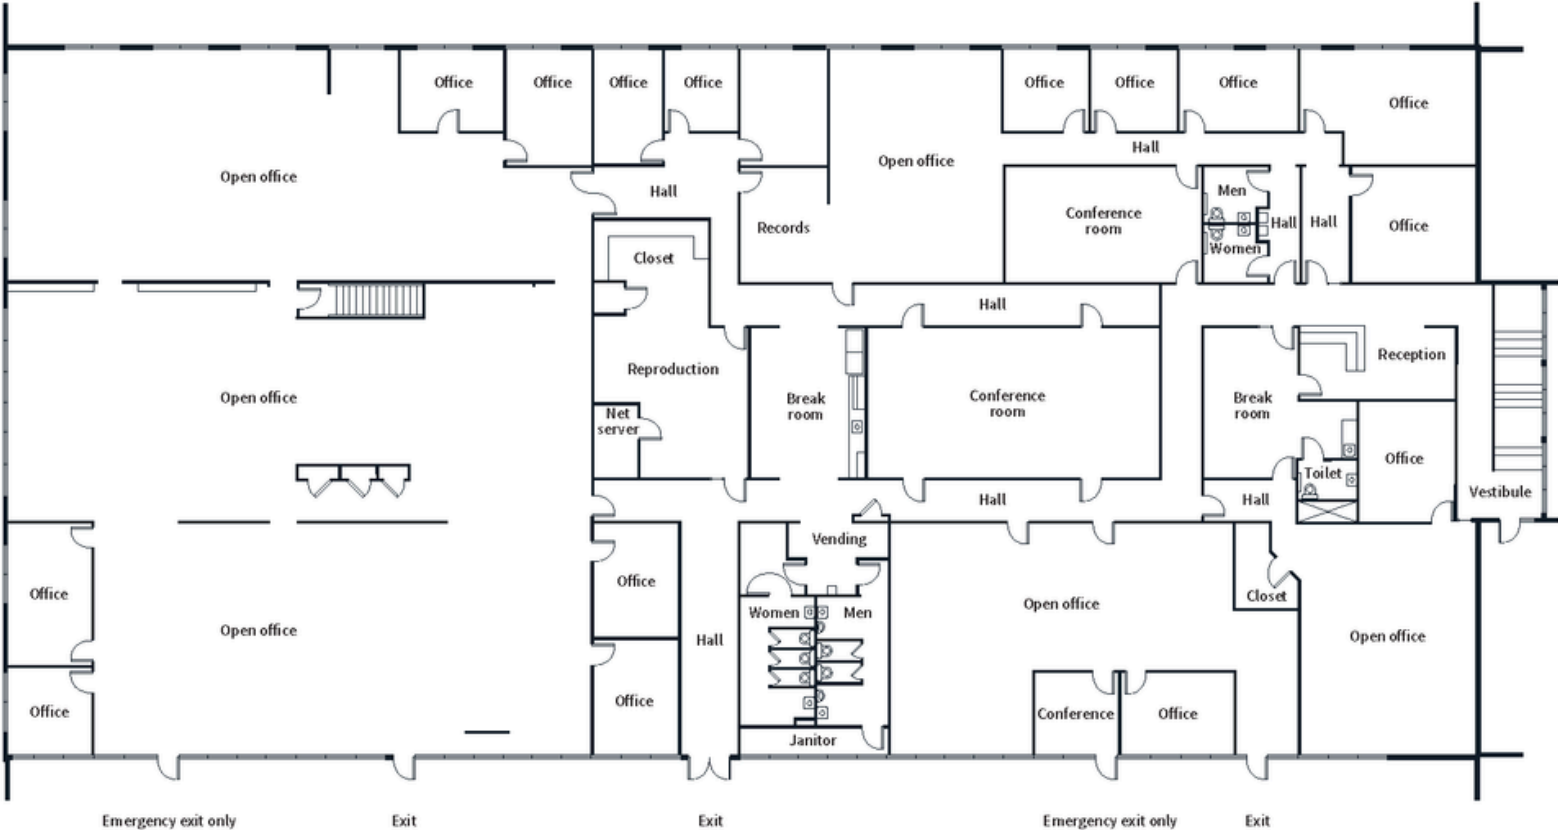 Office
Office
Office
Office
Office
Office
Office
Office
Hall
Open office
Open office
Hall
Men
Office
Records
Conference
room
Hall
Hall
Women
Closet
Hall
Reception
Reproduction
Open office
Break
room
Conference
room
Break
room
Net
server
Office
Toilet
Hall
Hall
Vestibule
Vending
Office
Office
Closet
Open office
Women
Men
Open office
Hall
Open office
Office
Office
Conference
Office
Janitor
Emergency exit only
Exit
Exit
Emergency exit only
Exit